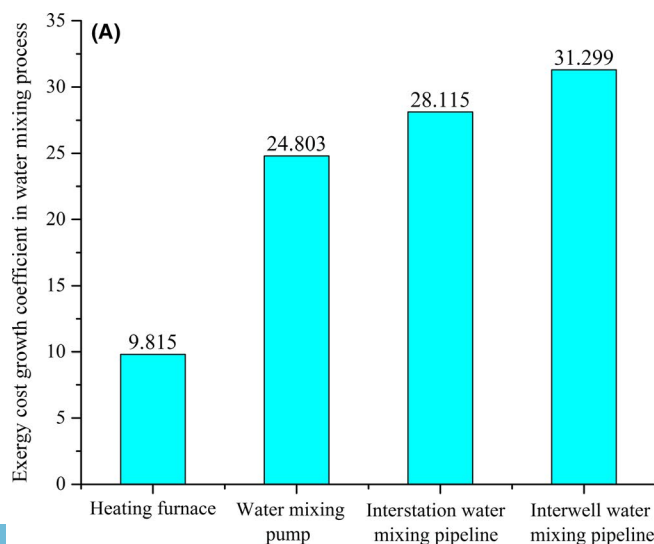 (A)
Exergy cost growth coefficient in water mixing process
35
30
25
20
15
10
5
0
9.815
24.803
28.115
31.299
Heating furnace
Water mixing
pump
Interstation water
mixing pipeline
Interwell water
mixing pipeline